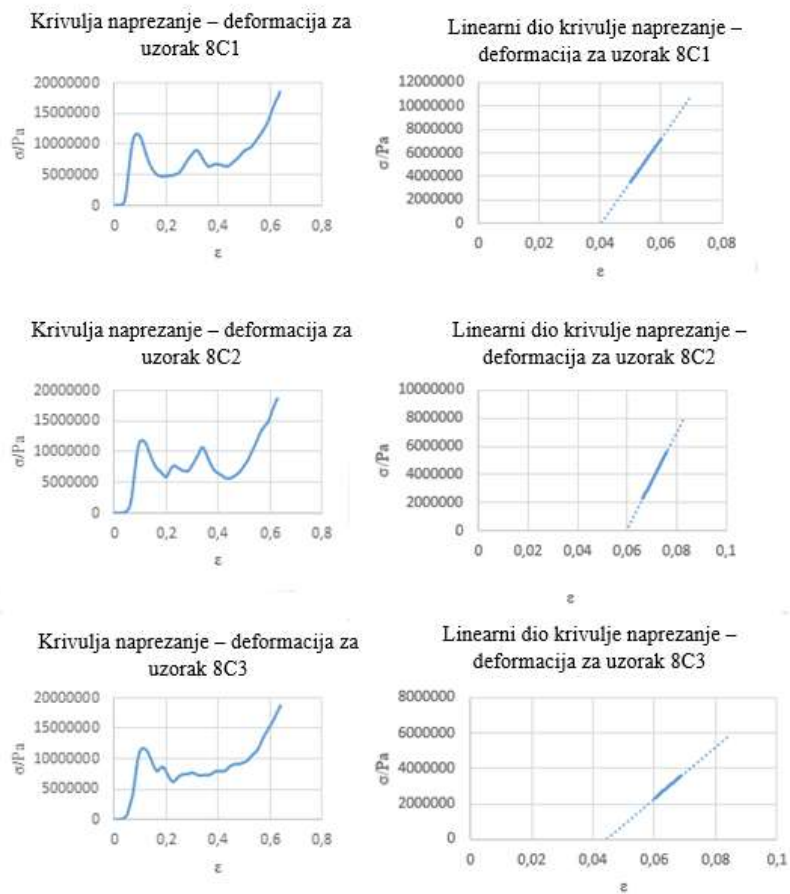 Krivulja naprezanje – deformacija za
uzorak 8C1
20000000
15000000
10000000
5000000
0
σ/Pa
0 0,2 0,4 0,6 0,8
ε
Linearni dio krivulje naprezanje –
deformacija za uzorak 8C1
12000000
10000000
8000000
6000000
4000000
2000000
0
σ/Pa
0 0,02 0,04 0,06 0,08
ε
Krivulja naprezanje – deformacija za
uzorak 8C2
20000000
15000000
10000000
5000000
0
σ/Pa
0 0,2 0,4 0,6 0,8
ε
Linearni dio krivulje naprezanje –
deformacija za uzorak 8C2
10000000
8000000
6000000
4000000
2000000
0
σ/Pa
0 0,02 0,04 0,06 0,08 0,1
ε
Krivulja naprezanje – deformacija za
uzorak 8C3
20000000
15000000
10000000
5000000
0
σ/Pa
0 0,2 0,4 0,6 0,8
ε
Linearni dio krivulje naprezanje –
deformacija za uzorak 8C3
8000000
6000000
4000000
2000000
0
σ/Pa
0 0,02 0,04 0,06 0,08 0,1
ε